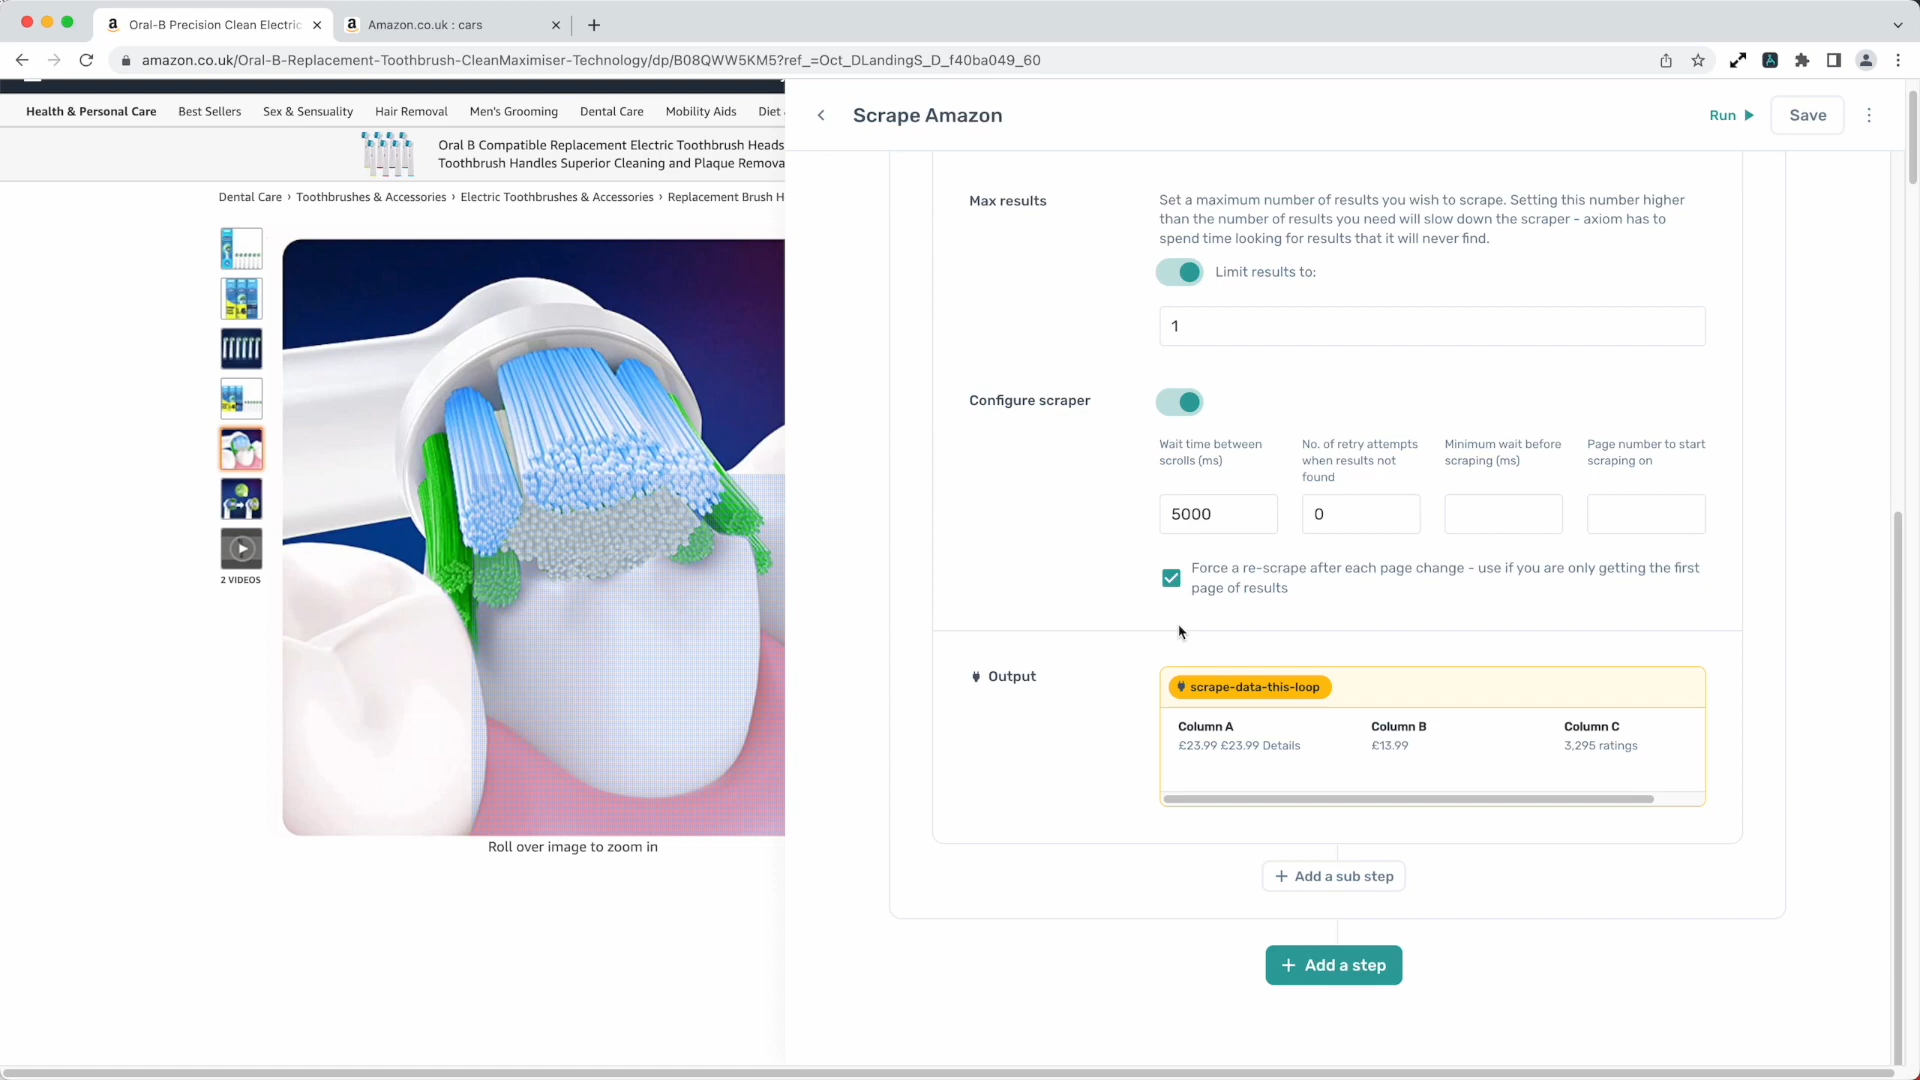 Oral-B Precision Clean Electric
Amazon.co.uk : cars
amazon.co.uk/Oral-B-Replacement-Toothbrush-CleanMaximiser-Technology/dp/B08QWW5KM5?ref_=Oct_DLandingS_D_f40ba049_60
Health & Personal Care Best Sellers Sex & Sensuality Hair Removal Men's Grooming Dental Care Mobility Aids Diet
Oral B Compatible Replacement Electric Toothbrush Heads
Toothbrush Handles Superior Cleaning and Plaque Remova
Dental Care › Toothbrushes & Accessories › Electric Toothbrushes & Accessories › Replacement Brush H
2 VIDEOS
Roll over image to zoom in
Scrape Amazon
Run
Save
Max results
Set a maximum number of results you wish to scrape. Setting this number higher
than the number of results you need will slow down the scraper - axiom has to
spend time looking for results that it will never find.
Limit results to:
1
Configure scraper
Wait time between
scrolls (ms)
No. of retry attempts
when results not
found
Minimum wait before
scraping (ms)
Page number to start
scraping on
5000
0
Force a re-scrape after each page change - use if you are only getting the first
page of results
Output
scrape-data-this-loop
Column A Column B Column C
£23.99 £23.99 Details £13.99 3,295 ratings
+ Add a sub step
+ Add a step